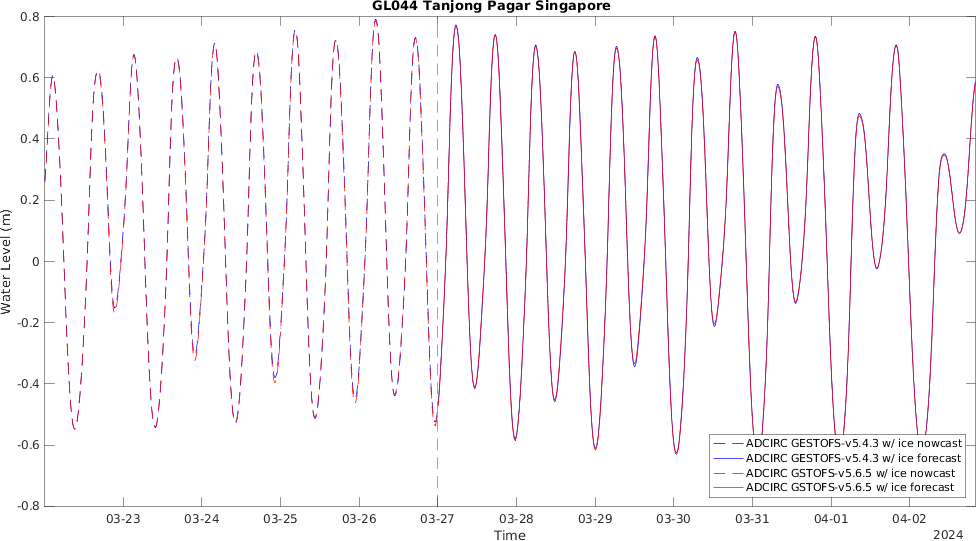 GL044 Tanjong Pagar Singapore
0.8
0.6
0.4
0.2
0
-0.2
-0.4
-0.6
-0.8
Water Level (m)
ADCIRC GESTOFS-v5.4.3 w/ ice nowcast
ADCIRC GESTOFS-v5.4.3 w/ ice forecast
ADCIRC GSTOFS-v5.6.5 w/ ice nowcast
ADCIRC GSTOFS-v5.6.5 w/ ice forecast
03-23 03-24 03-25 03-26 03-27 03-28 03-29 03-30 03-31 04-01 04-02
Time
2024